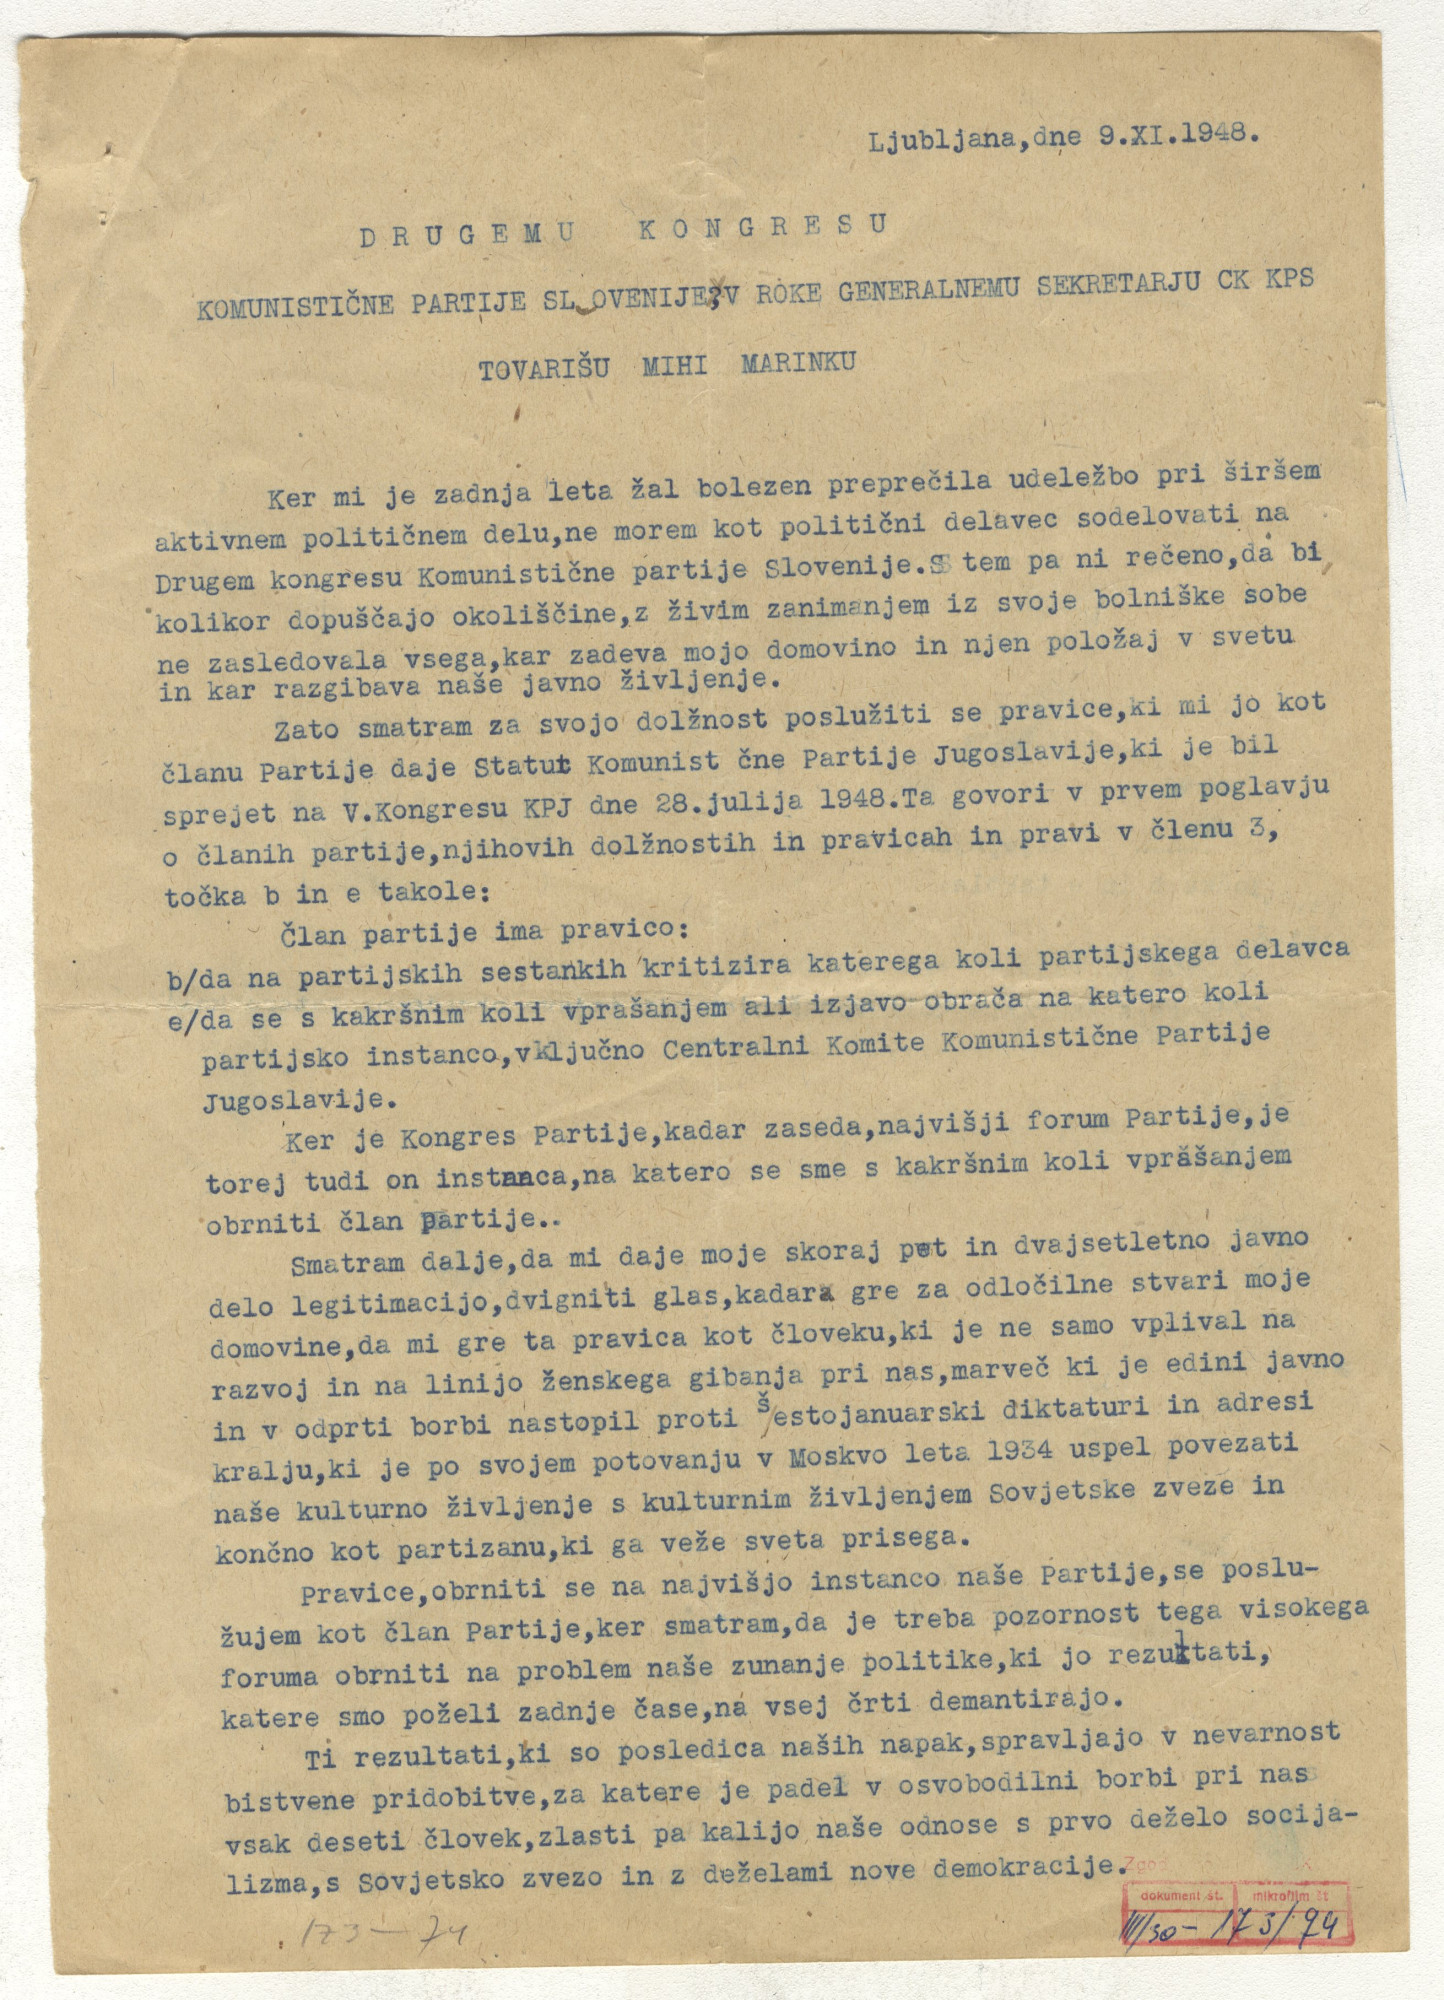 Ljubljana,dne 9.XI.1948.
D R U G E M U   K O N G R E S U
KOMUNISTIČNE PARTIJE SLOVENIJE,V ROKE GENERALNEMU SEKRETARJU CK KPS
TOVARIŠU MIHI MARINKU
Ker mi je zadnja leta žal bolezen preprečila udeležbo pri širšem
aktivnem političnem delu,ne morem kot politični delavec sodelovati na
Drugem kongresu Komunistične partije Slovenije.S tem pa ni rečeno,da bi,
kolikor dopuščajo okoliščine,z živim zanimanjem iz svoje bolniške sobe
ne zasledovala vsega,kar zadeva mojo domovino in njen položaj v svetu
in kar razgibava naše javno življenje.
Zato smatram za svojo dolžnost poslužiti se pravice,ki mi jo kot
članu Partije daje Statut Komunist čne Partije Jugoslavije,ki je bil
sprejet na V.Kongresu KPJ dne 28.julija 1948.Ta govori v prvem poglavju
o članih partije,njihovih dolžnostih in pravicah in pravi v členu 3,
točka b in e takole:
Član partije ima pravico:
b/da na partijskih sestankih kritizira katerega koli partijskega delavca
e/da se s kakršnim koli vprašanjem ali izjavo obrača na katero koli
partijsko instanco,vključno Centralni Komite Komunistične Partije
Jugoslavije.
Ker je Kongres Partije,kadar zaseda,najvišji forum Partije,je
torej tudi on instanca,na katero se sme s kakršnim koli vprašanjem
obrniti član partije..
Smatram dalje,da mi daje moje skoraj pet in dvajsetletno javno
delo legitimacijo,dvigniti glas,kadar gre za odločilne stvari moje
domovine,da mi gre ta pravica kot človeku,ki je ne samo vplival na
razvoj in na linijo ženskega gibanja pri nas,marveč ki je edini javno
in v odprti borbi nastopil proti šestojanuarski diktaturi in adresi
kralju,ki je po svojem potovanju v Moskvo leta 1934 uspel povezati
naše kulturno življenje s kulturnim življenjem Sovjetske zveze in
končno kot partizanu,ki ga veže sveta prisega.
Pravice,obrniti se na najvišjo instanco naše Partije,se poslu-
žujem kot član Partije,ker smatram,da je treba pozornost tega visokega
foruma obrniti na problem naše zunanje politike,ki jo rezultati,
katere smo poželi zadnje čase,na vsej črti demantirajo.
Ti rezultati,ki so posledica naših napak,spravljajo v nevarnost
bistvene pridobitve,za katere je padel v osvobodilni borbi pri nas
vsak deseti človek,zlasti pa kalijo naše odnose s prvo deželo socija-
lizma,s Sovjetsko zvezo in z deželami nove demokracije.
dokument št. mikrofilm št
III/30-173/74
173-74